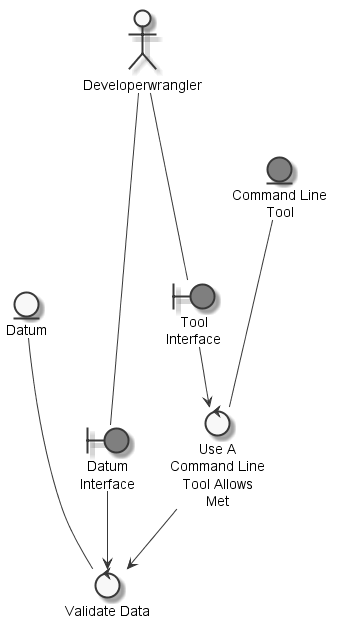 Developerwrangler
Command Line
Tool
Datum
Tool
Interface
Use A
Command Line
Tool Allows
Met
Datum
Interface
Validate Data